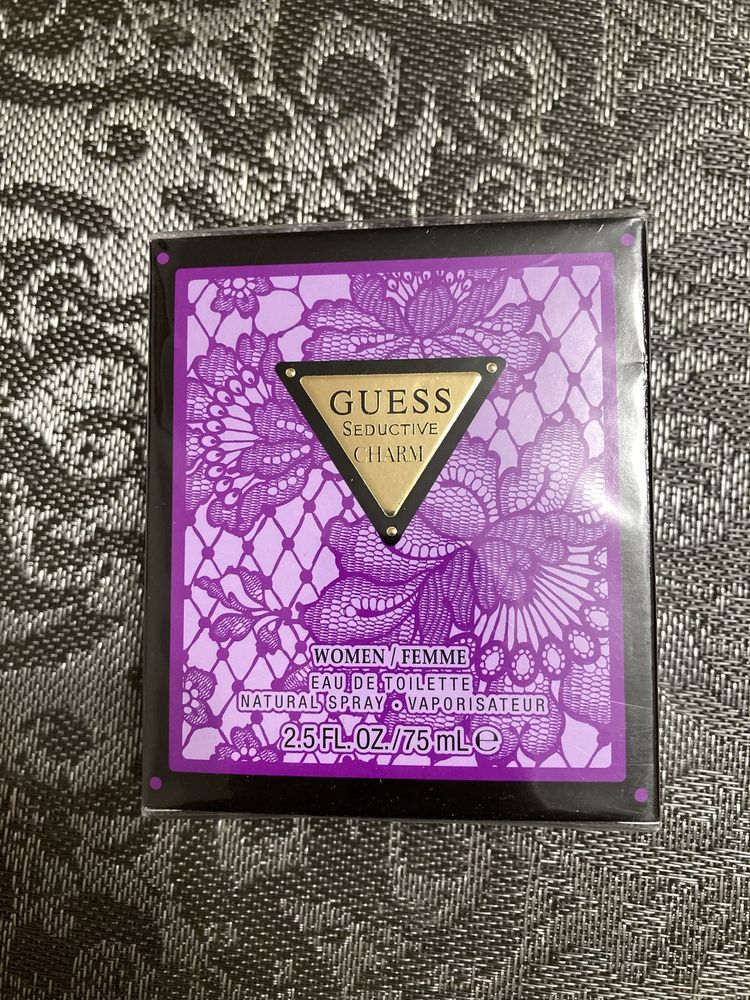 GUESS
SEDUCTIVE
CHARM
WOMEN / FEMME
EAU DE TOILETTE
NATURAL SPRAY • VAPORISATEUR
2.5 FL. OZ./75 mL ℮